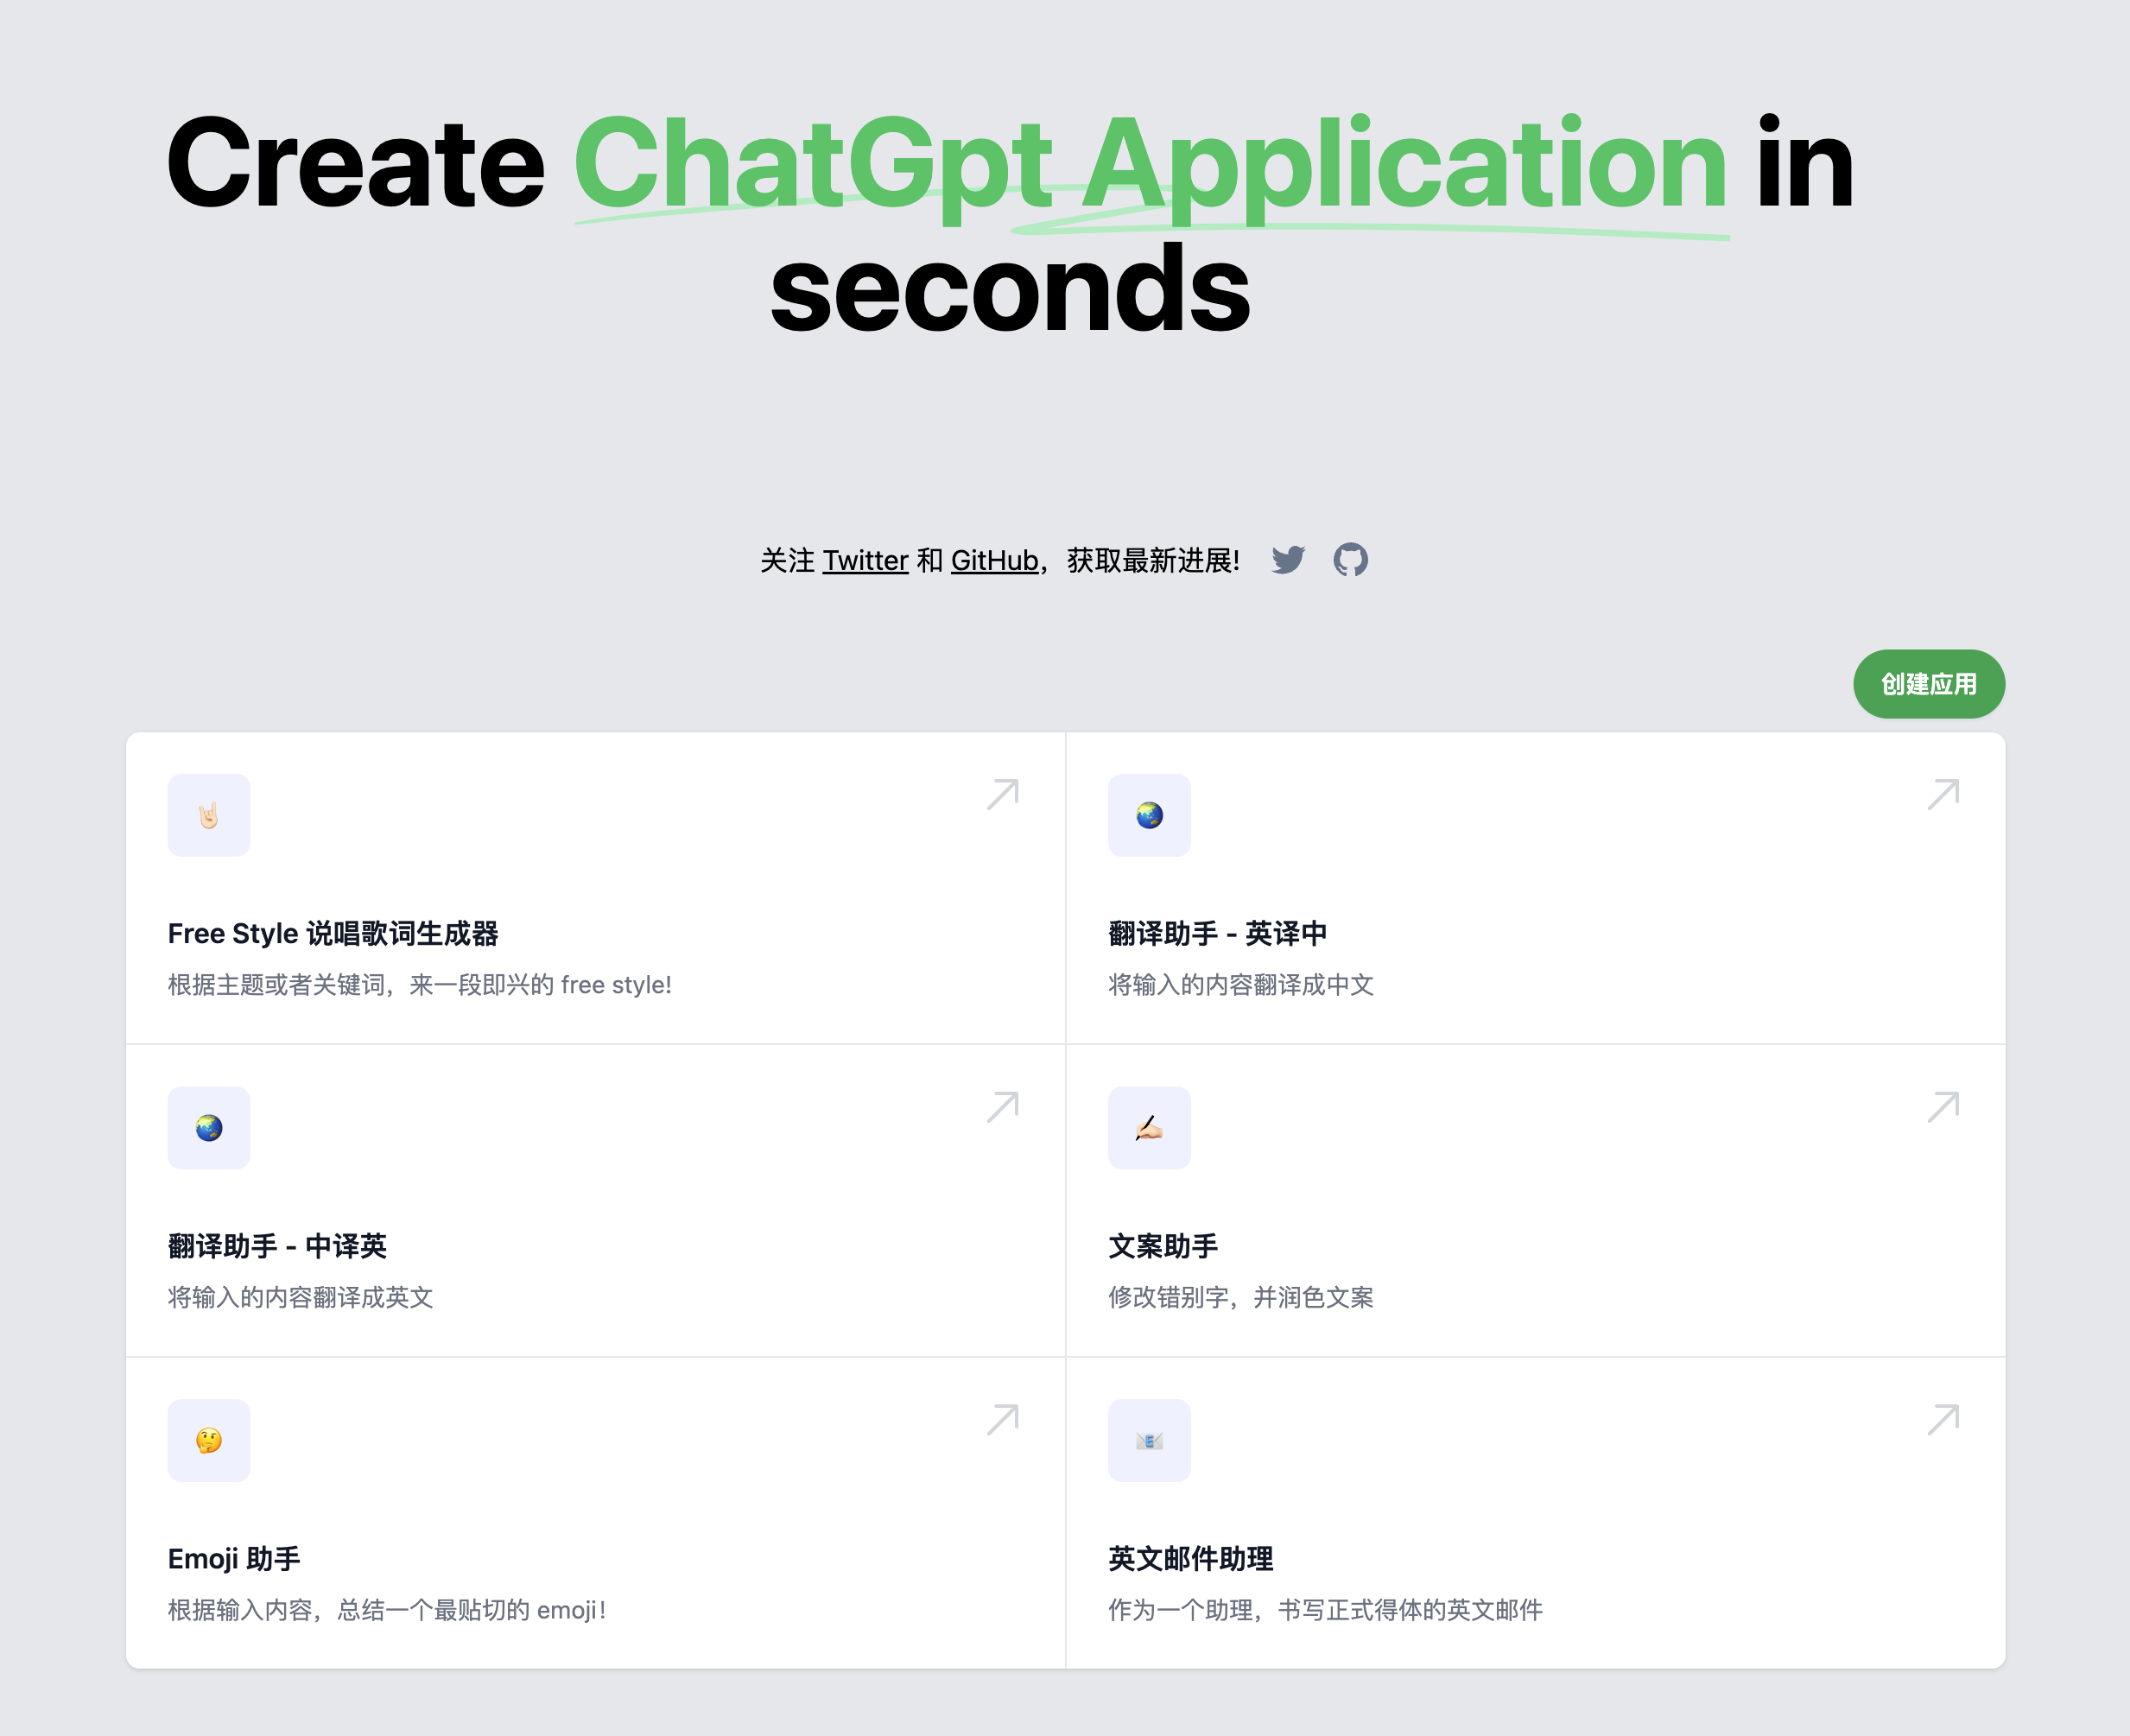 Create ChatGpt Application in
seconds
关注 Twitter 和 GitHub，获取最新进展!
创建应用
Free Style 说唱歌词生成器
根据主题或者关键词，来一段即兴的 free style!
翻译助手 - 英译中
将输入的内容翻译成中文
翻译助手 - 中译英
将输入的内容翻译成英文
文案助手
修改错别字，并润色文案
Emoji 助手
根据输入内容，总结一个最贴切的 emoji！
英文邮件助理
作为一个助理，书写正式得体的英文邮件